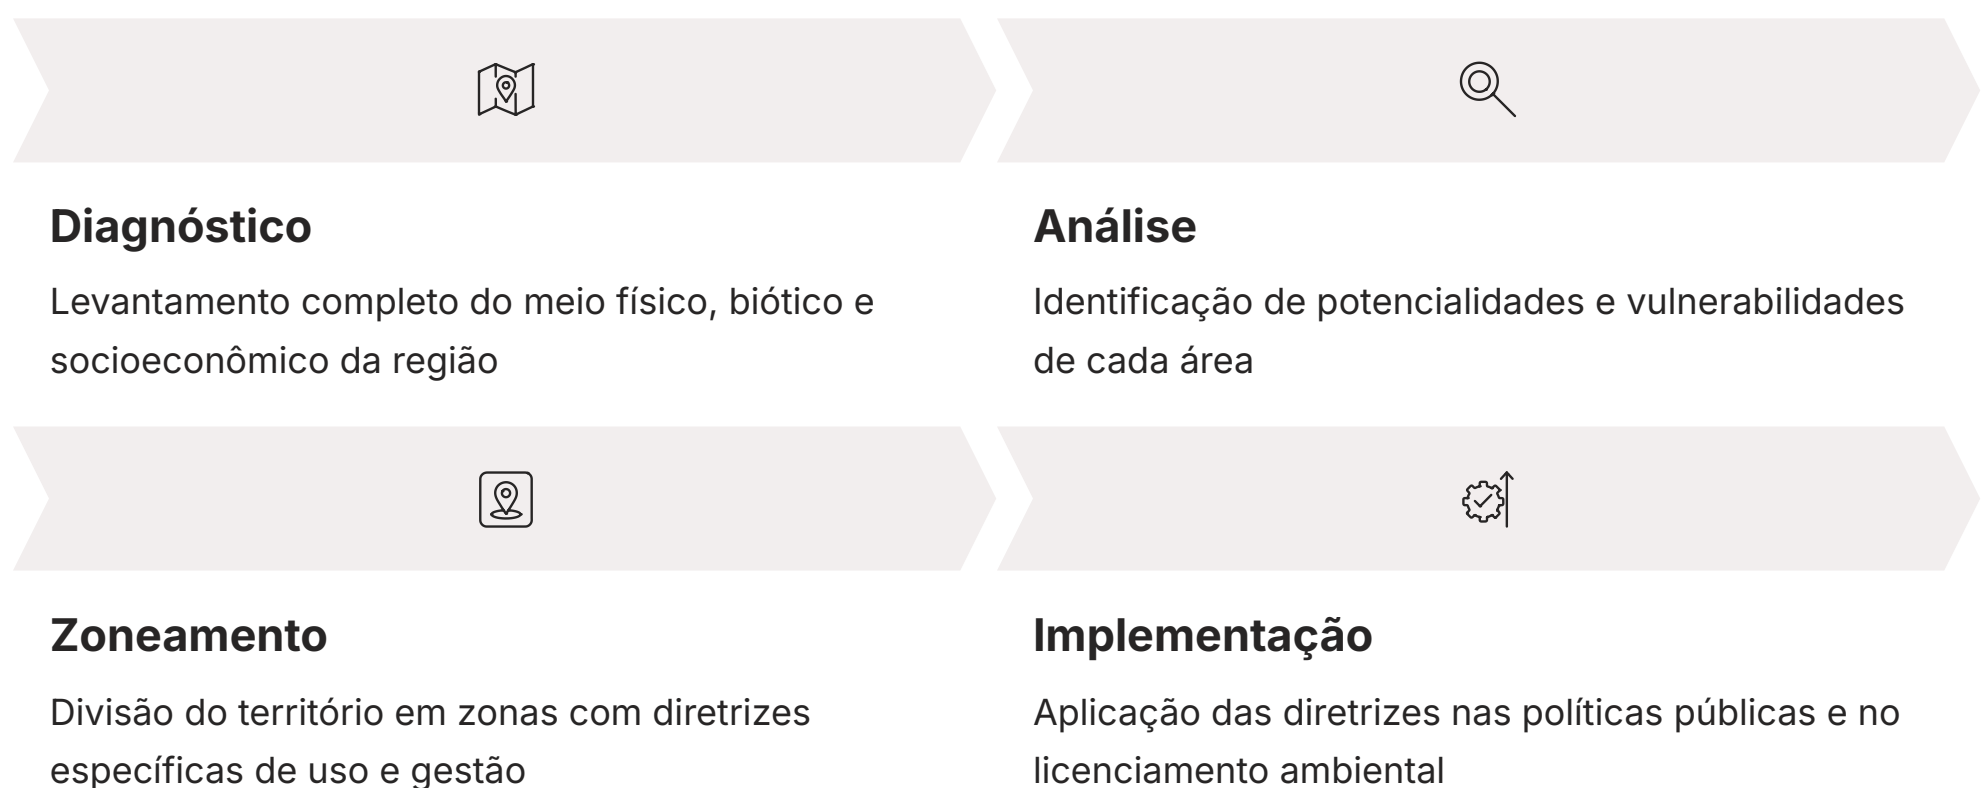 Diagnóstico
Levantamento completo do meio físico, biótico e
socioeconômico da região
Análise
Identificação de potencialidades e vulnerabilidades
de cada área
Zoneamento
Divisão do território em zonas com diretrizes
específicas de uso e gestão
Implementação
Aplicação das diretrizes nas políticas públicas e no
licenciamento ambiental